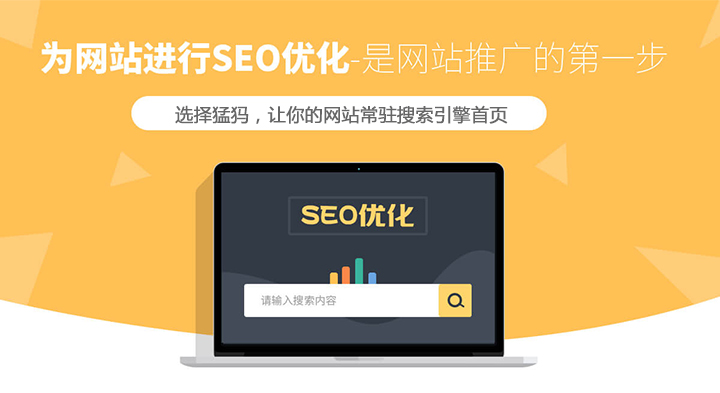 为网站进行SEO优化-是网站推广的第一步
选择猛犸，让你的网站常驻搜索引擎首页
SEO优化
请输入搜索内容